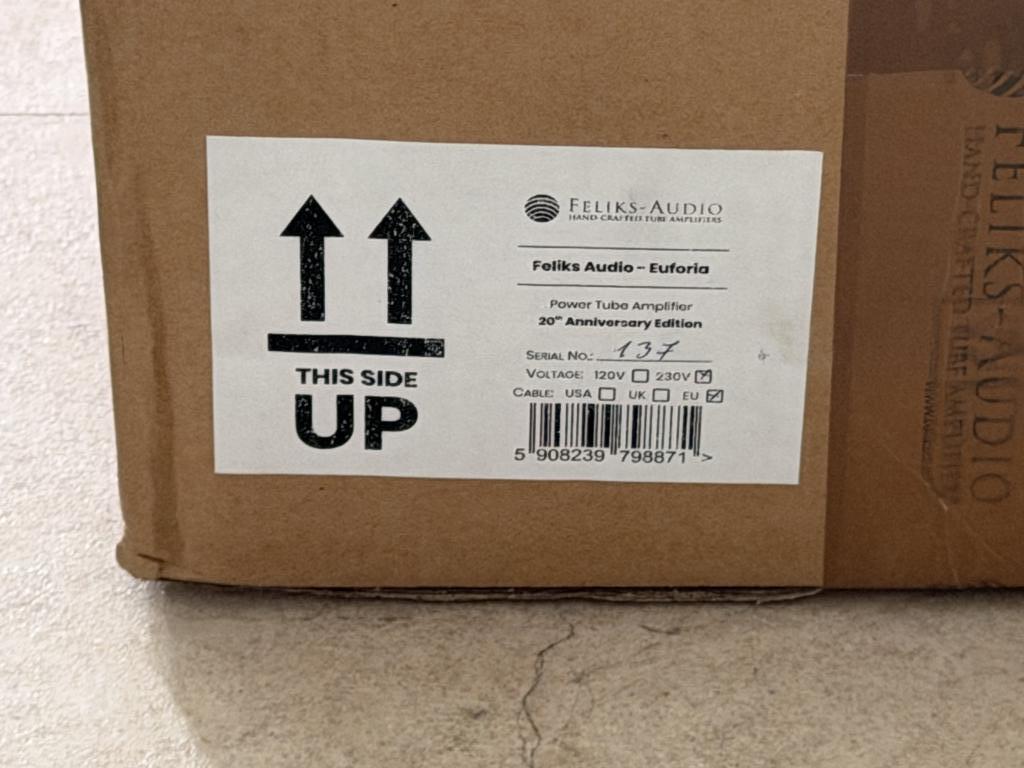 THIS SIDE
UP
FELIKS-AUDIO
HAND-CRAFTED TUBE AMPLIFIERS
Feliks Audio - Euforia
Power Tube Amplifier
20th Anniversary Edition
SERIAL NO.: 137
VOLTAGE: 120V 230V
CABLE: USA UK EU
5 908239 798871 >
FELIKS-AUDIO
HAND-CRAFTED TUBE AMPLIFIERS